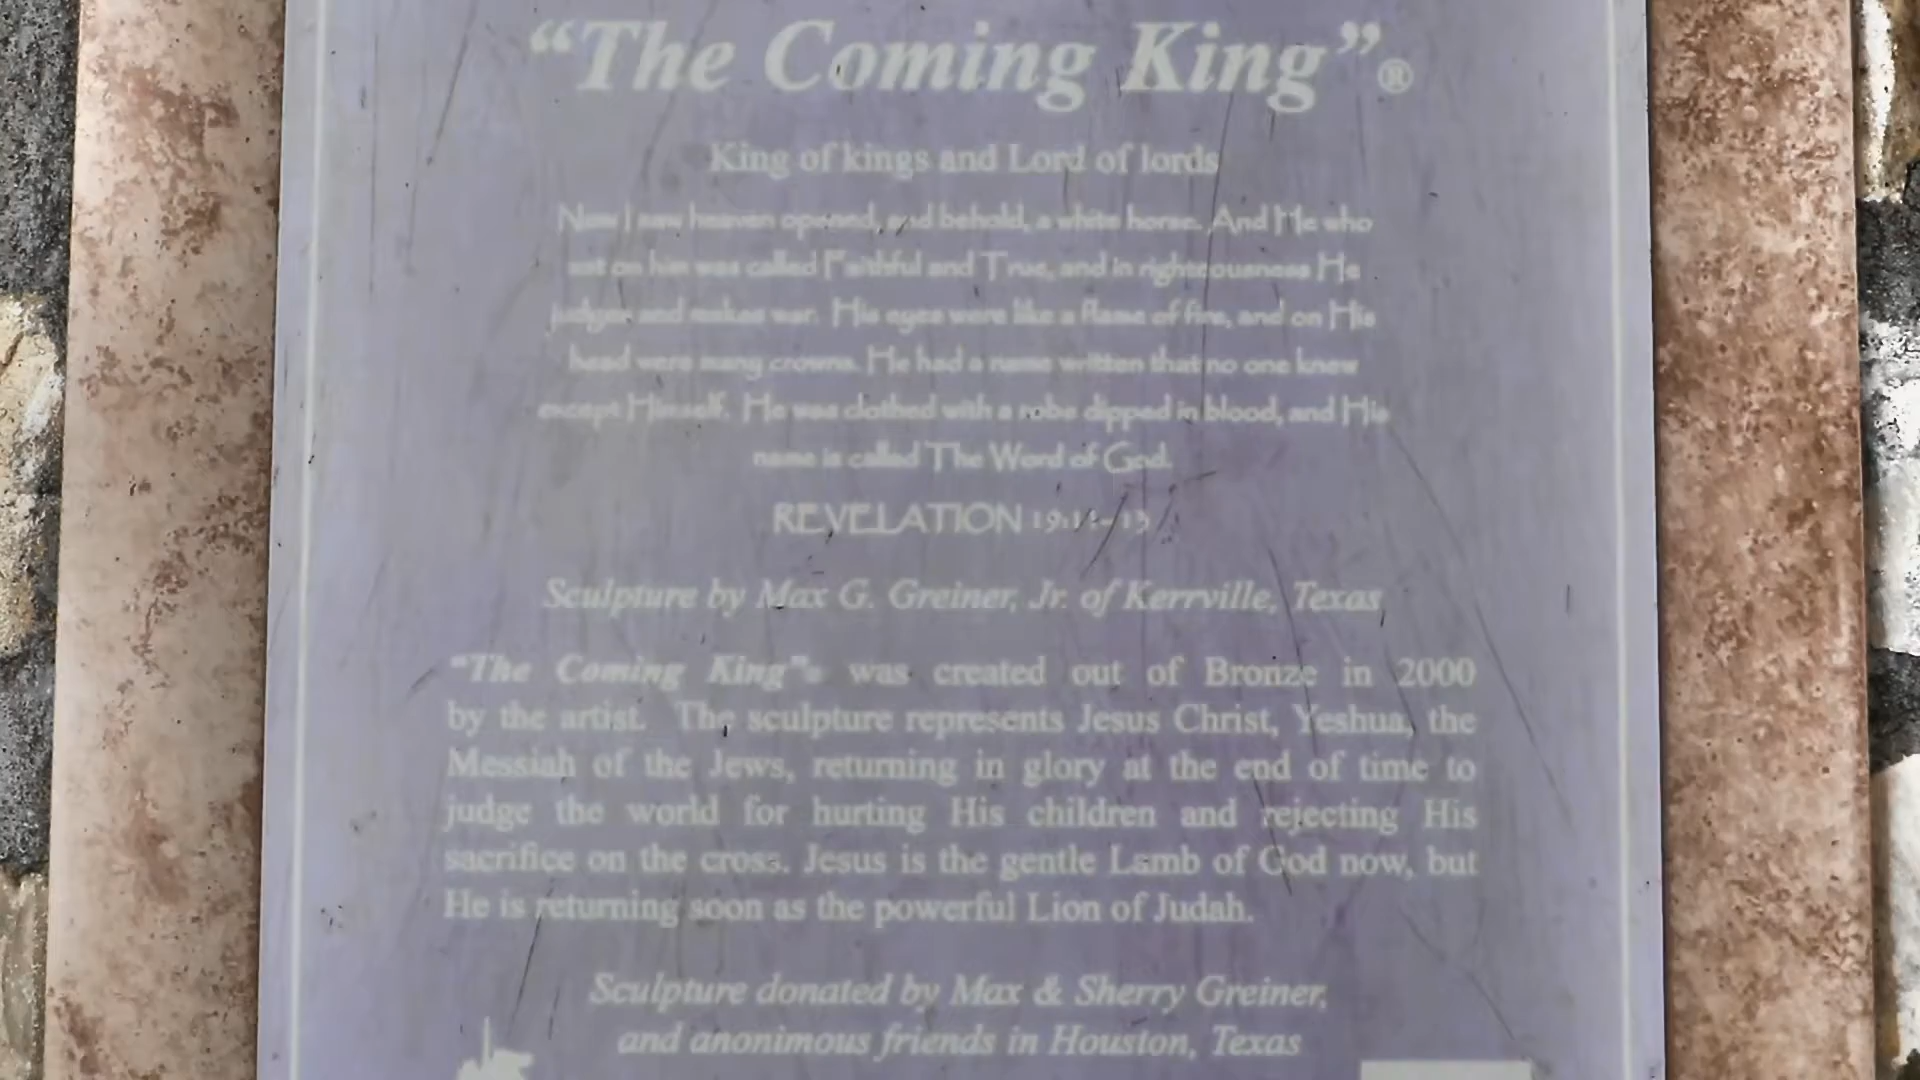 "The Coming King"®
King of kings and Lord of lords
Now I saw heaven opened, and behold, a white horse. And He who
sat on him was called Faithful and True, and in righteousness He
judges and makes war. His eyes were like a flame of fire, and on His
head were many crowns. He had a name written that no one knew
except Himself. He was clothed with a robe dipped in blood, and His
name is called The Word of God.
REVELATION 19:11-13
Sculpture by Max G. Greiner, Jr. of Kerrville, Texas
"The Coming King"® was created out of Bronze in 2000
by the artist. The sculpture represents Jesus Christ, Yeshua, the
Messiah of the Jews, returning in glory at the end of time to
judge the world for hurting His children and rejecting His
sacrifice on the cross. Jesus is the gentle Lamb of God now, but
He is returning soon as the powerful Lion of Judah.
Sculpture donated by Max & Sherry Greiner,
and anonimous friends in Houston, Texas